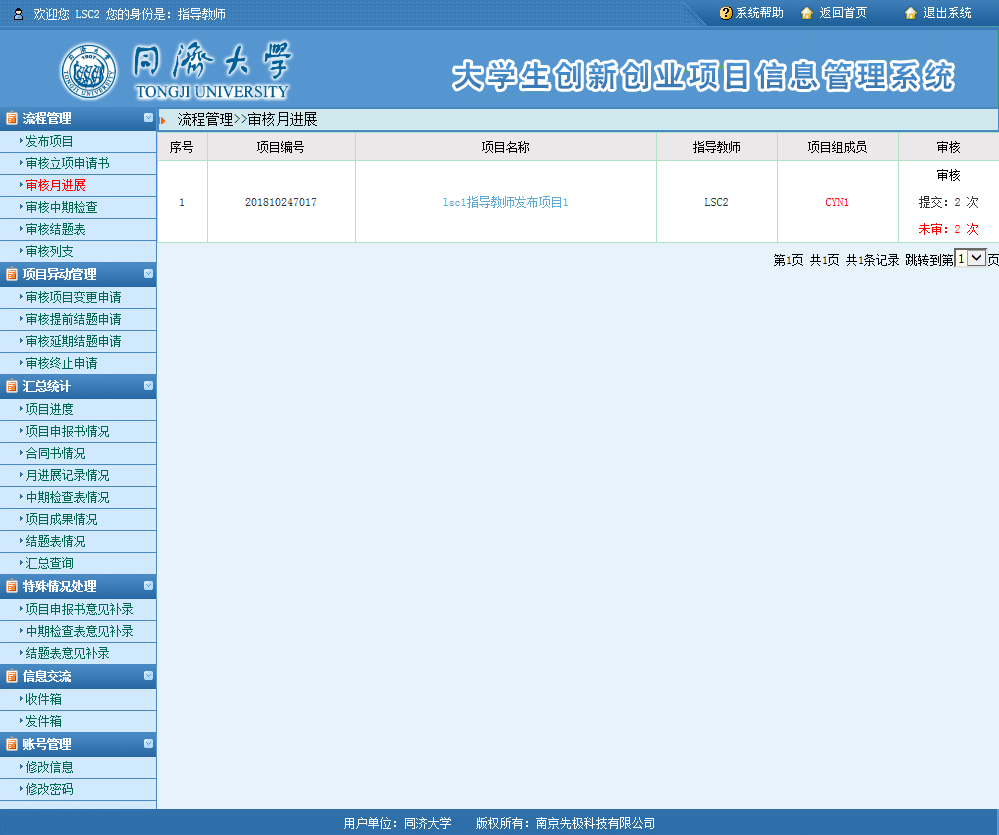 欢迎您 LSC2 您的身份是：指导教师
系统帮助 返回首页 退出系统
同济大学
TONGJI UNIVERSITY
1907
大学生创新创业项目信息管理系统
流程管理
发布项目
审核立项申请书
审核月进展
审核中期检查
审核结题表
审核列支
项目异动管理
审核项目变更申请
审核提前结题申请
审核延期结题申请
审核终止申请
汇总统计
项目进度
项目申报书情况
合同书情况
月进展记录情况
中期检查表情况
项目成果情况
结题表情况
汇总查询
特殊情况处理
项目申报书意见补录
中期检查表意见补录
结题表意见补录
信息交流
收件箱
发件箱
账号管理
修改信息
修改密码
流程管理>>审核月进展
序号 项目编号 项目名称 指导教师 项目组成员 审核
1 201810247017 lsc1指导教师发布项目1 LSC2 CYN1 审核
提交：2 次
未审：2 次
第1页 共1页 共1条记录 跳转到第1页
用户单位：同济大学 版权所有：南京先极科技有限公司